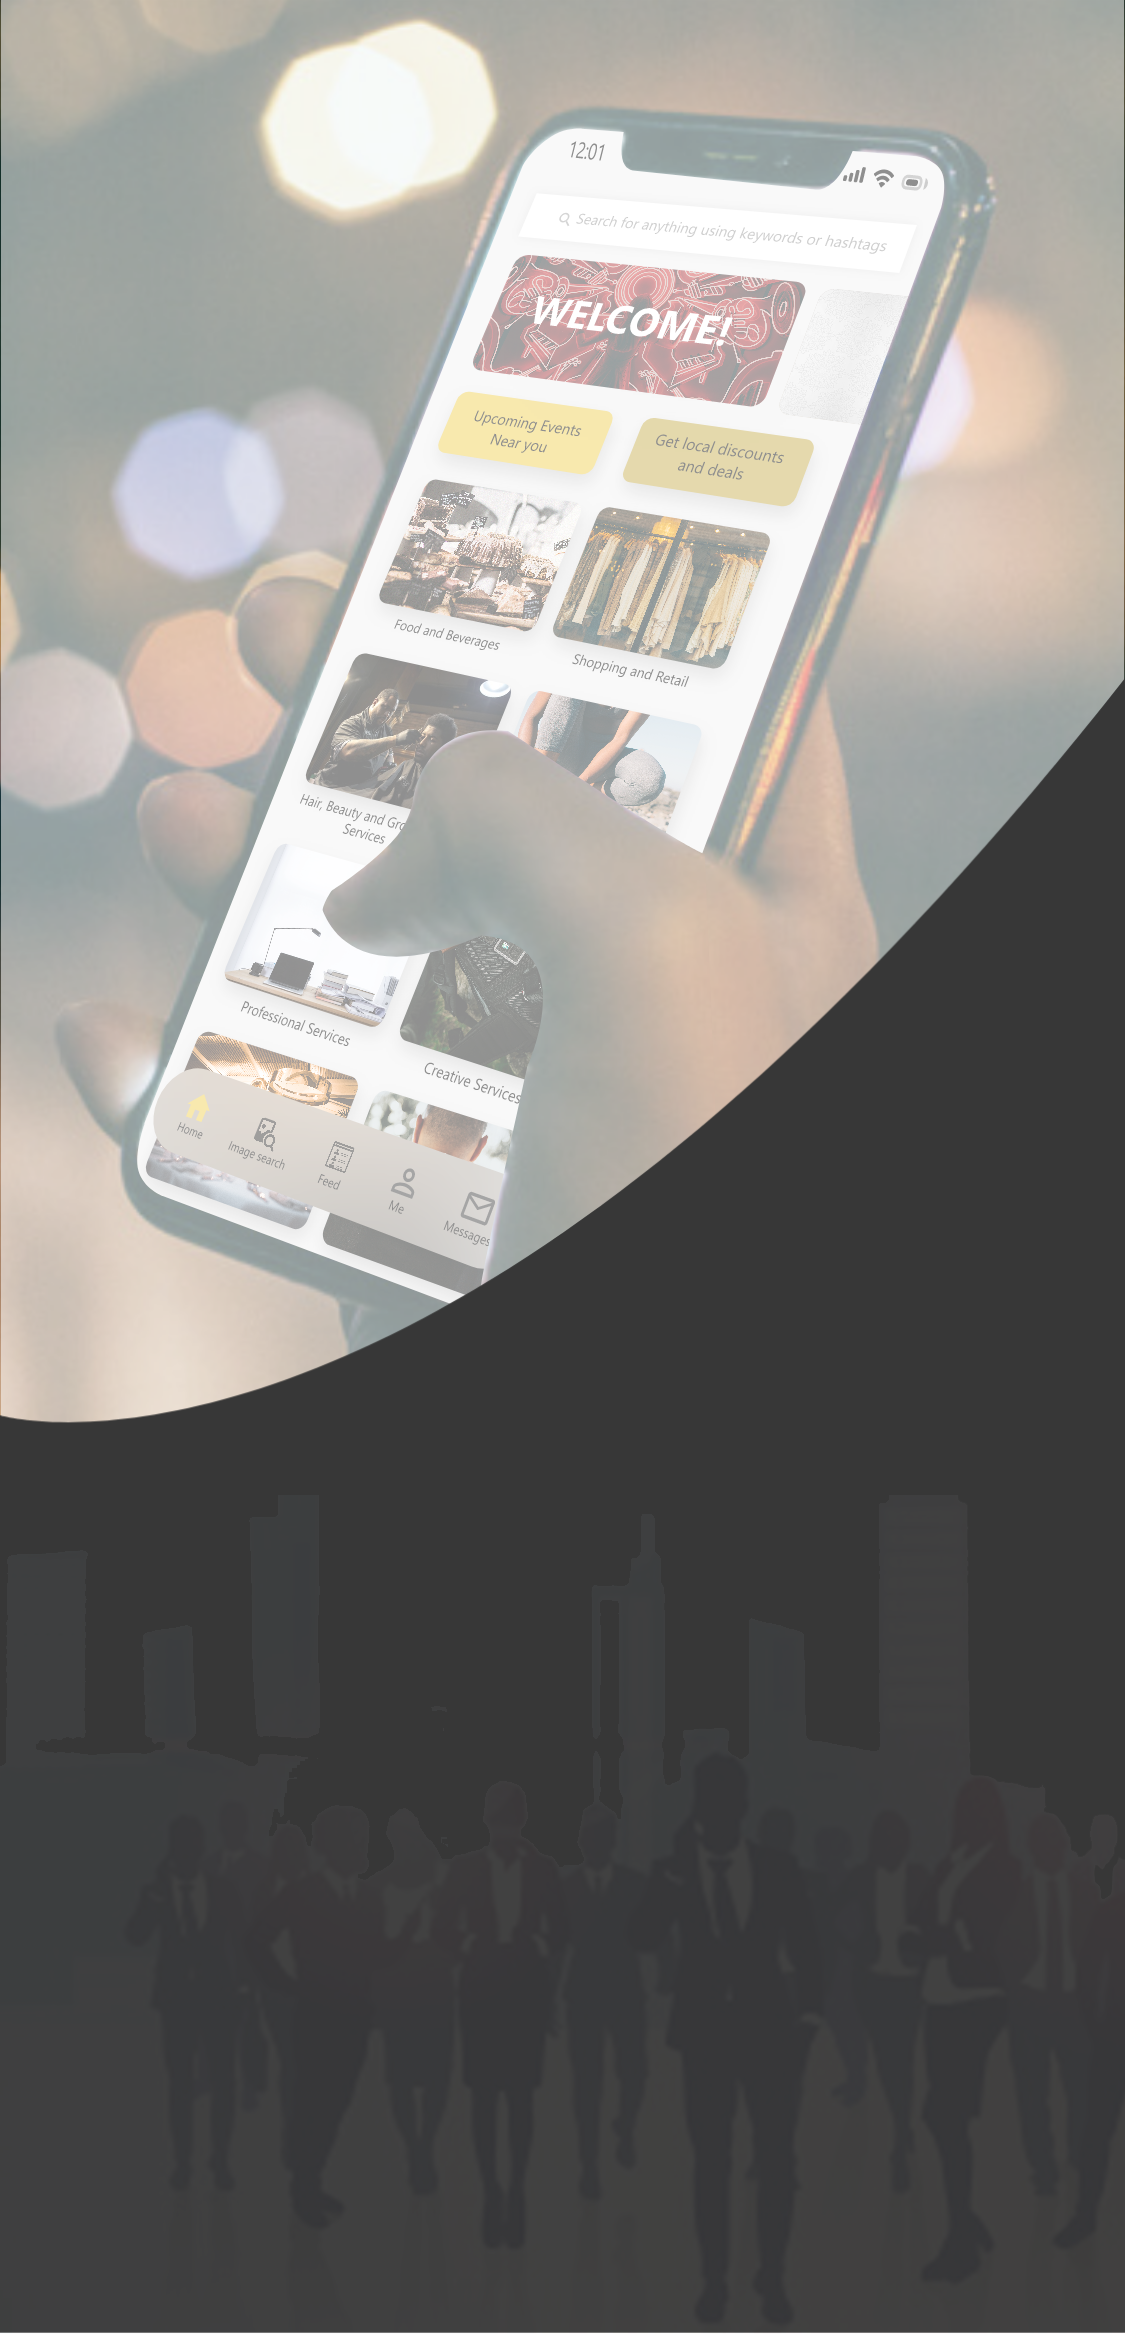 12:01
Search for anything using keywords or hashtags
WELCOME!
Upcoming Events
Near you
Get local discounts
and deals
Food and Beverages
Shopping and Retail
Hair, Beauty and
Services
Professional Services
Creative Services
Home
Image search
Feed
Me
Messages